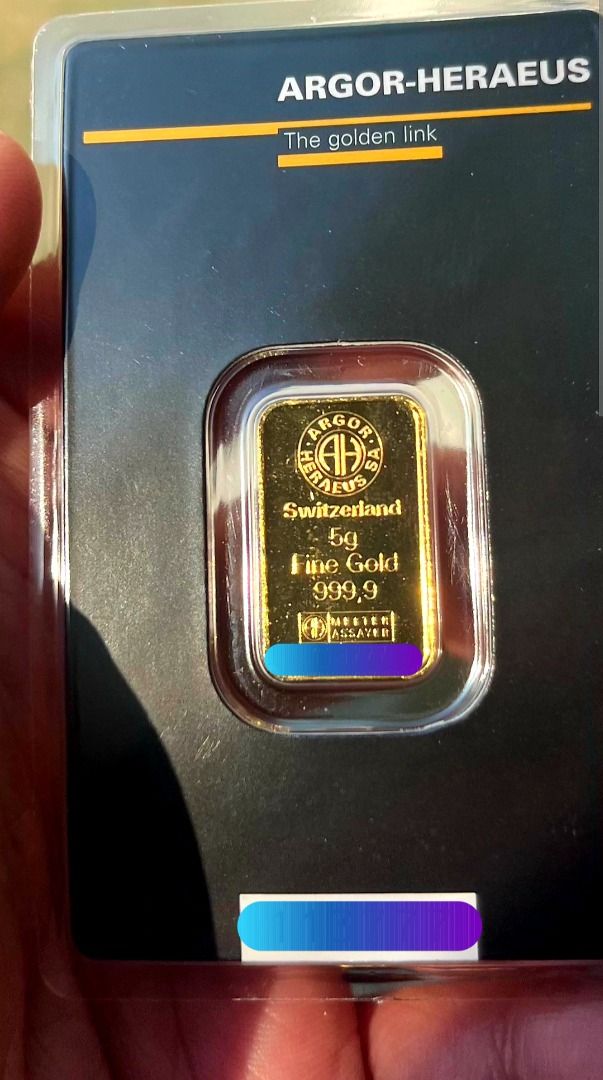 ARGOR-HERAEUS
The golden link
·ARGOR·
HERAEUS SA
AH
Switzerland
5g
Fine Gold
999,9
MELTER
ASSAYER